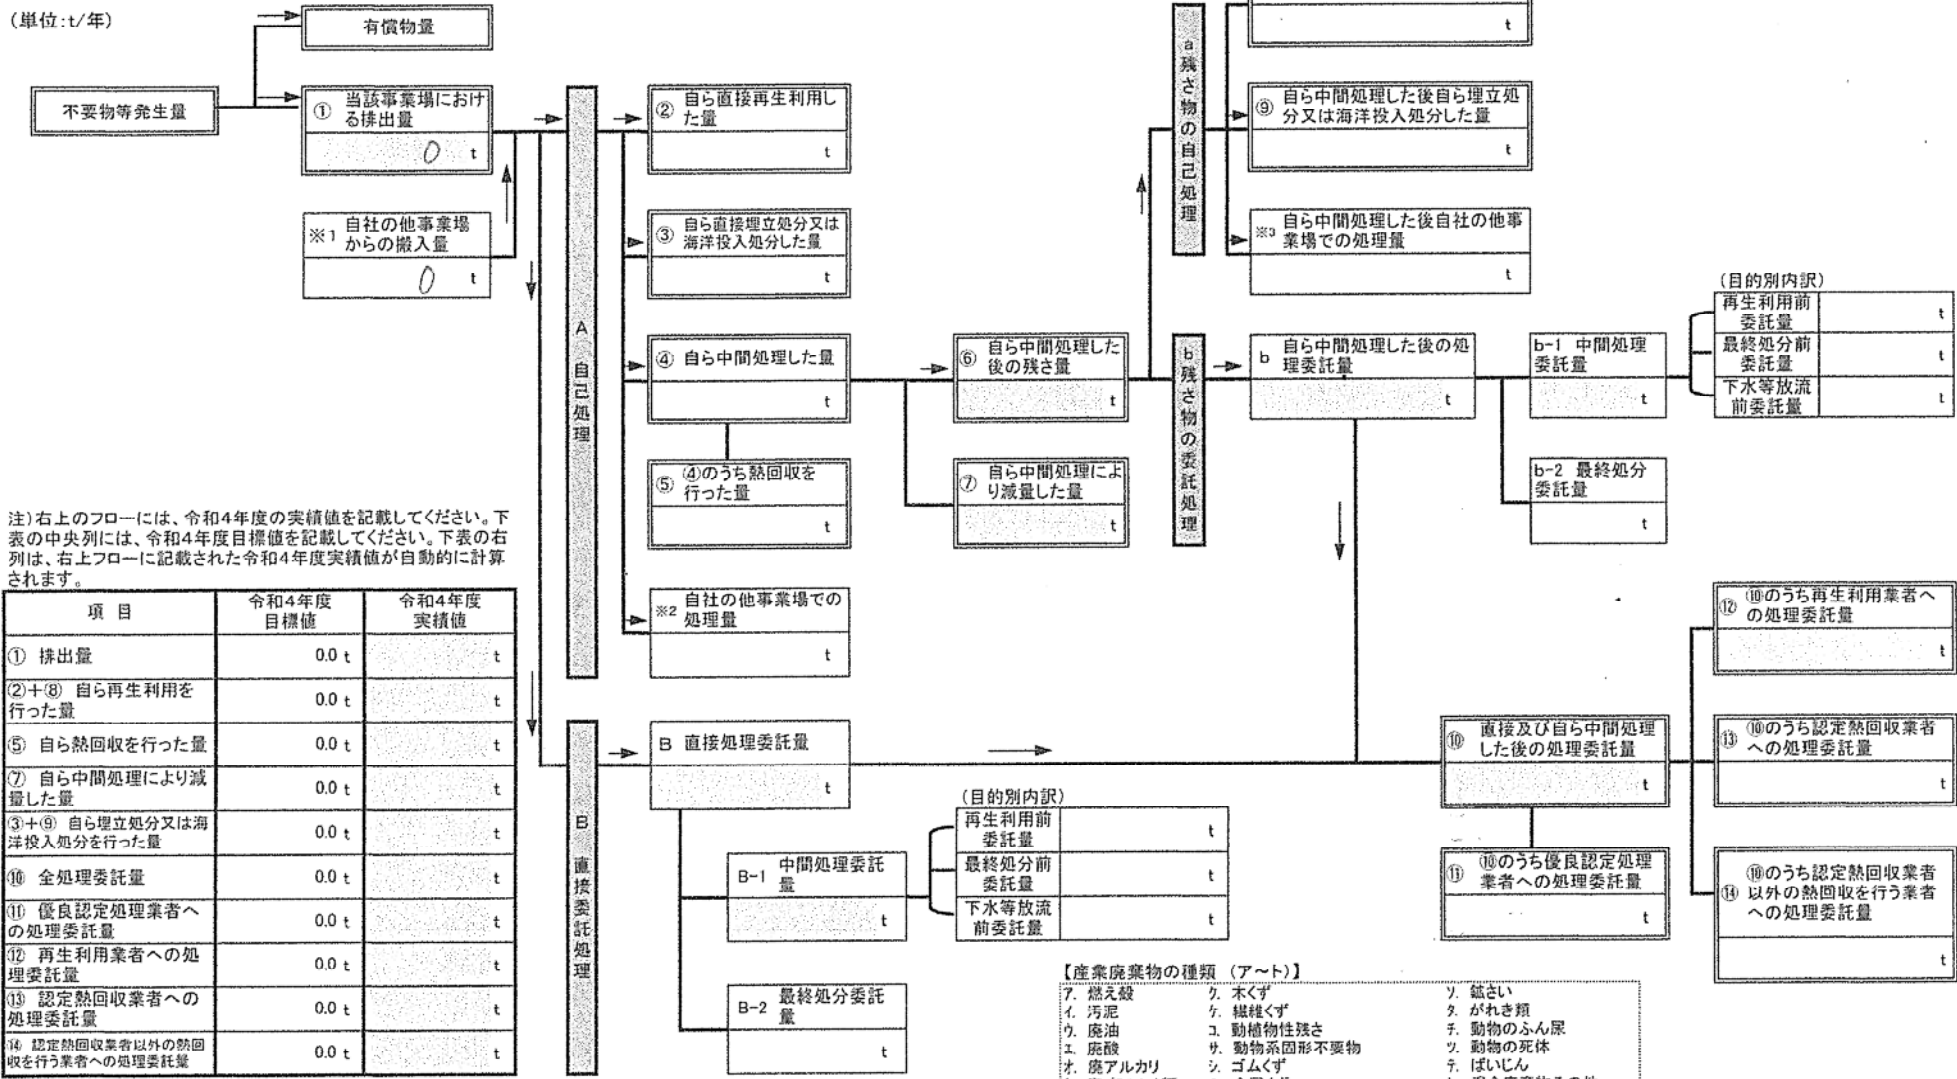 (単位:t/年)
有償物量
不要物等発生量
① 当該事業場におけ
る排出量
0 t
※1 自社の他事業場
からの搬入量
0 t
A 自己処理
② 自ら直接再生利用し
た量
t
③ 自ら直接埋立処分又は
海洋投入処分した量
t
④ 自ら中間処理した量
t
⑤ ④のうち熱回収を
行った量
t
※2 自社の他事業場での
処理量
t
⑥ 自ら中間処理した
後の残さ量
t
⑦ 自ら中間処理によ
り減量した量
t
a 残さ物の自己処理
t
⑨ 自ら中間処理した後自ら埋立処
分又は海洋投入処分した量
t
※3 自ら中間処理した後自社の他事
業場での処理量
t
b 残さ物の委託処理
b 自ら中間処理した後の処
理委託量
t
b-1 中間処理
委託量
t
(目的別内訳)
再生利用前
委託量
t
最終処分前
委託量
t
下水等放流
前委託量
t
b-2 最終処分
委託量
t
注)右上のフローには、令和4年度の実績値を記載してください。下
表の中央列には、令和4年度目標値を記載してください。下表の右
列は、右上フローに記載された令和4年度実績値が自動的に計算
されます。
項 目
令和4年度
目標値
令和4年度
実績値
① 排出量
0.0 t
t
②+⑧ 自ら再生利用を
行った量
0.0 t
t
⑤ 自ら熱回収を行った量
0.0 t
t
⑦ 自ら中間処理により減
量した量
0.0 t
t
③+⑨ 自ら埋立処分又は海
洋投入処分を行った量
0.0 t
t
⑩ 全処理委託量
0.0 t
t
⑪ 優良認定処理業者へ
の処理委託量
0.0 t
t
⑫ 再生利用業者への処
理委託量
0.0 t
t
⑬ 認定熱回収業者への
処理委託量
0.0 t
t
⑭ 認定熱回収業者以外の熱回
収を行う業者への処理委託量
0.0 t
t
B 直接委託処理
B 直接処理委託量
t
B-1 中間処理委託
量
t
(目的別内訳)
再生利用前
委託量
t
最終処分前
委託量
t
下水等放流
前委託量
t
B-2 最終処分委託
量
t
⑩ 直接及び自ら中間処理
した後の処理委託量
t
⑪ ⑩のうち優良認定処理
業者への処理委託量
t
⑫ ⑩のうち再生利用業者へ
の処理委託量
t
⑬ ⑩のうち認定熱回収業者
への処理委託量
t
⑭ ⑩のうち認定熱回収業者
以外の熱回収を行う業者
への処理委託量
t
【産業廃棄物の種類 (ア~ト)】
ア. 燃え殻
イ. 汚泥
ウ. 廃油
エ. 廃酸
オ. 廃アルカリ
ク. 木くず
ケ. 繊維くず
コ. 動植物性残さ
サ. 動物系固形不要物
シ. ゴムくず
ソ. 鉱さい
タ. がれき類
チ. 動物のふん尿
ツ. 動物の死体
テ. ばいじん